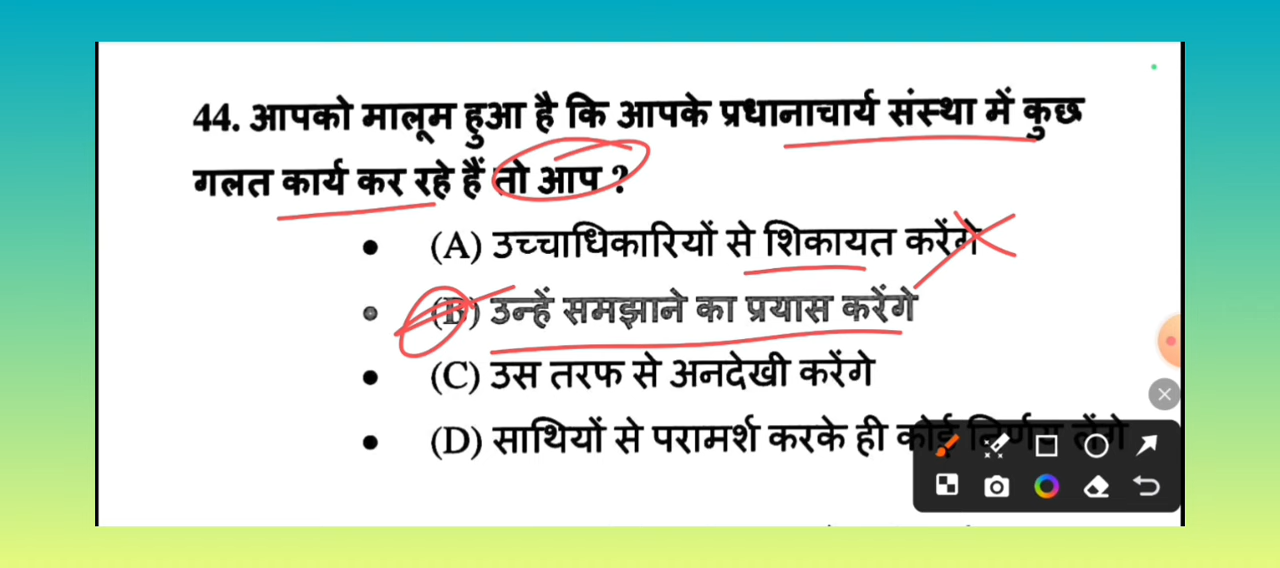 44. आपको मालूम हुआ है कि आपके प्रधानाचार्य संस्था में कुछ
गलत कार्य कर रहे हैं तो आप ?
• (A) उच्चाधिकारियों से शिकायत करेंगे
• (B) उन्हें समझाने का प्रयास करेंगे
• (C) उस तरफ से अनदेखी करेंगे
• (D) साथियों से परामर्श करके ही कोई निर्णय लेंगे